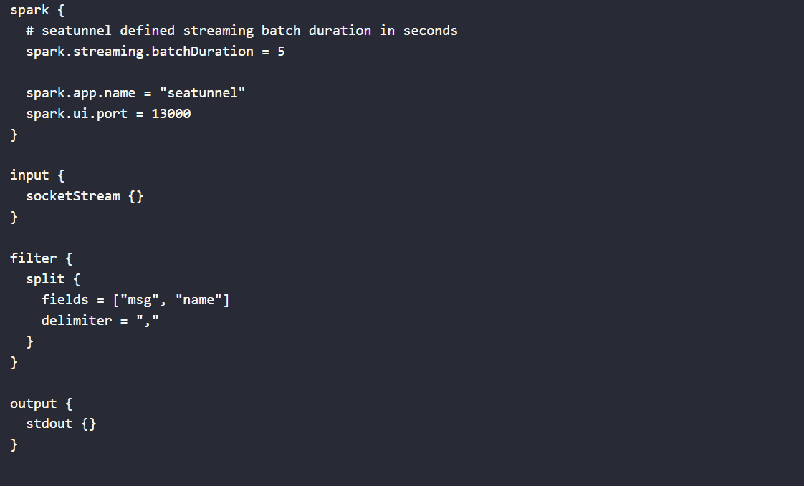 spark {
  # seatunnel defined streaming batch duration in seconds
  spark.streaming.batchDuration = 5

  spark.app.name = "seatunnel"
  spark.ui.port = 13000
}

input {
  socketStream {}
}

filter {
  split {
    fields = ["msg", "name"]
    delimiter = ","
  }
}

output {
  stdout {}
}